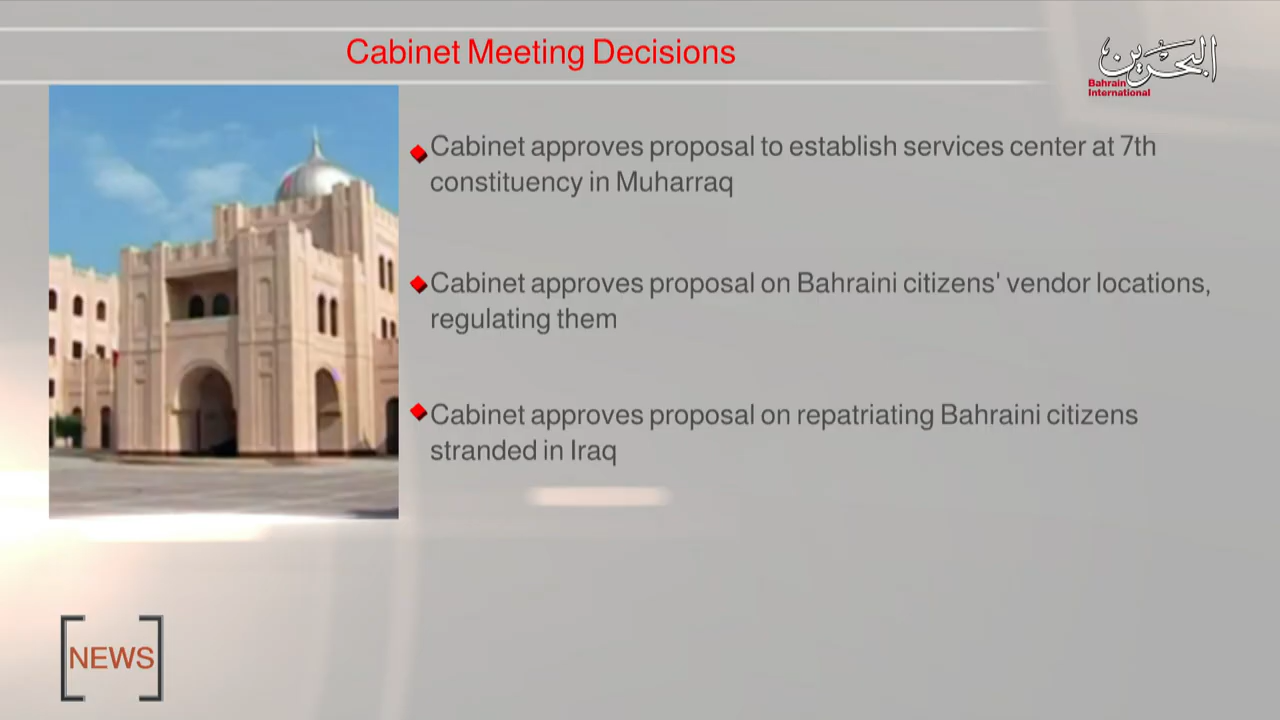 Cabinet Meeting Decisions
البحرين
Bahrain
International
Cabinet approves proposal to establish services center at 7th
constituency in Muharraq
Cabinet approves proposal on Bahraini citizens' vendor locations,
regulating them
Cabinet approves proposal on repatriating Bahraini citizens
stranded in Iraq
NEWS